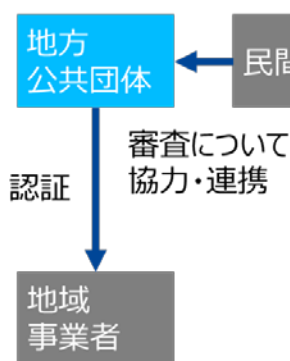 地方
公共団体
民間
審査について
協力・連携
認証
地域
事業者